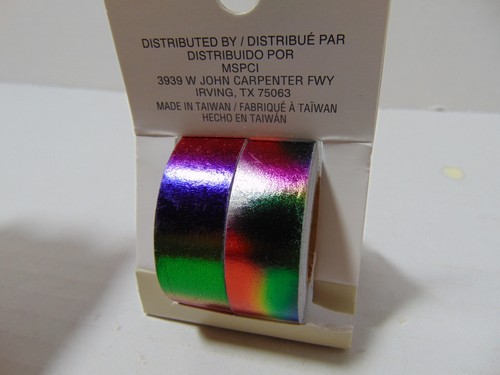 DISTRIBUTED BY / DISTRIBUÉ PAR
DISTRIBUIDO POR
MSPCI
3939 W JOHN CARPENTER FWY
IRVING, TX 75063
MADE IN TAIWAN / FABRIQUÉ À TAÏWAN
HECHO EN TAIWÁN